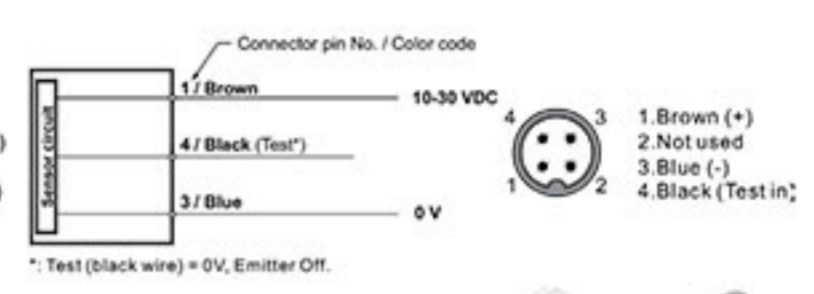 Connector pin No. / Color code
1 / Brown
10-30 VDC
Sensor circuit
4 / Black (Test*)
3 / Blue
0 V
*: Test (black wire) = 0V, Emitter Off.
4
3
1
2
1.Brown (+)
2.Not used
3.Blue (-)
4.Black (Test in)